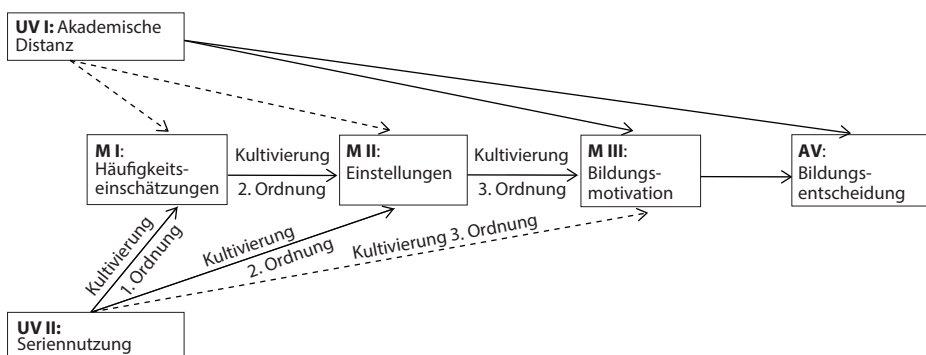 UV I: Akademische
Distanz
M I:
Häufigkeits-
einschätzungen
Kultivierung
2. Ordnung
M II:
Einstellungen
Kultivierung
3. Ordnung
M III:
Bildungs-
motivation
AV:
Bildungs-
entscheidung
Kultivierung
1. Ordnung
Kultivierung
2. Ordnung
Kultivierung 3. Ordnung
UV II:
Seriennutzung